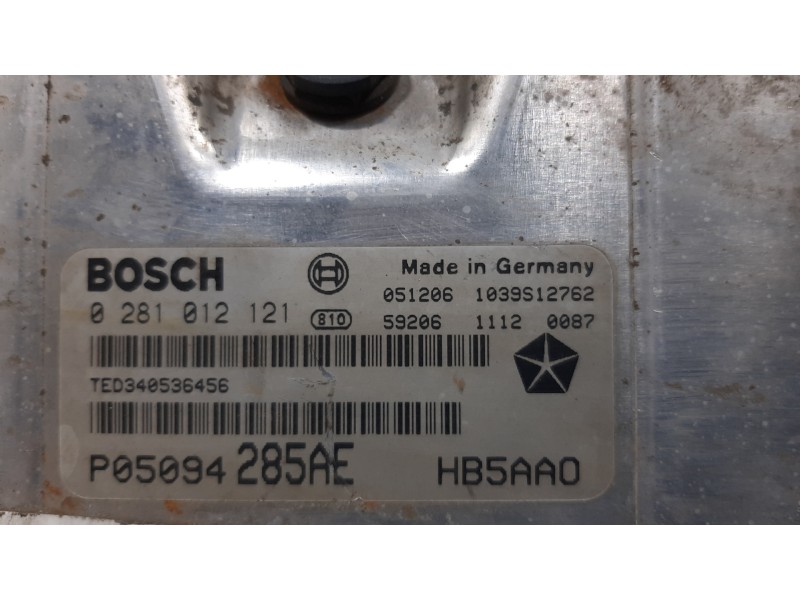 BOSCH
Made in Germany
0 281 012 121
810
051206 1039S12762
59206 1112 0087
TED340536456
P05094 285AE HB5AA0